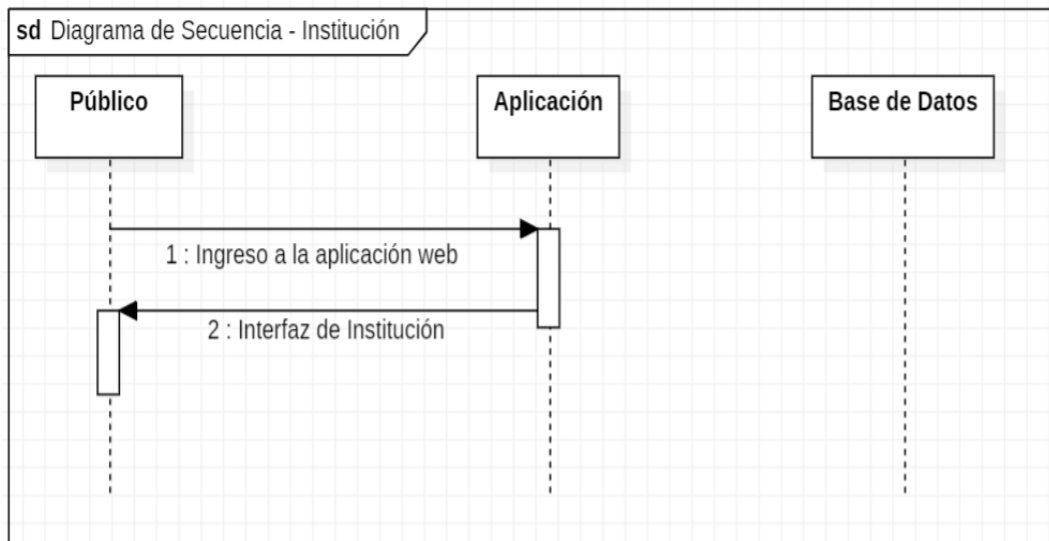 sd Diagrama de Secuencia - Institución
Público
Aplicación
Base de Datos
1 : Ingreso a la aplicación web
2 : Interfaz de Institución